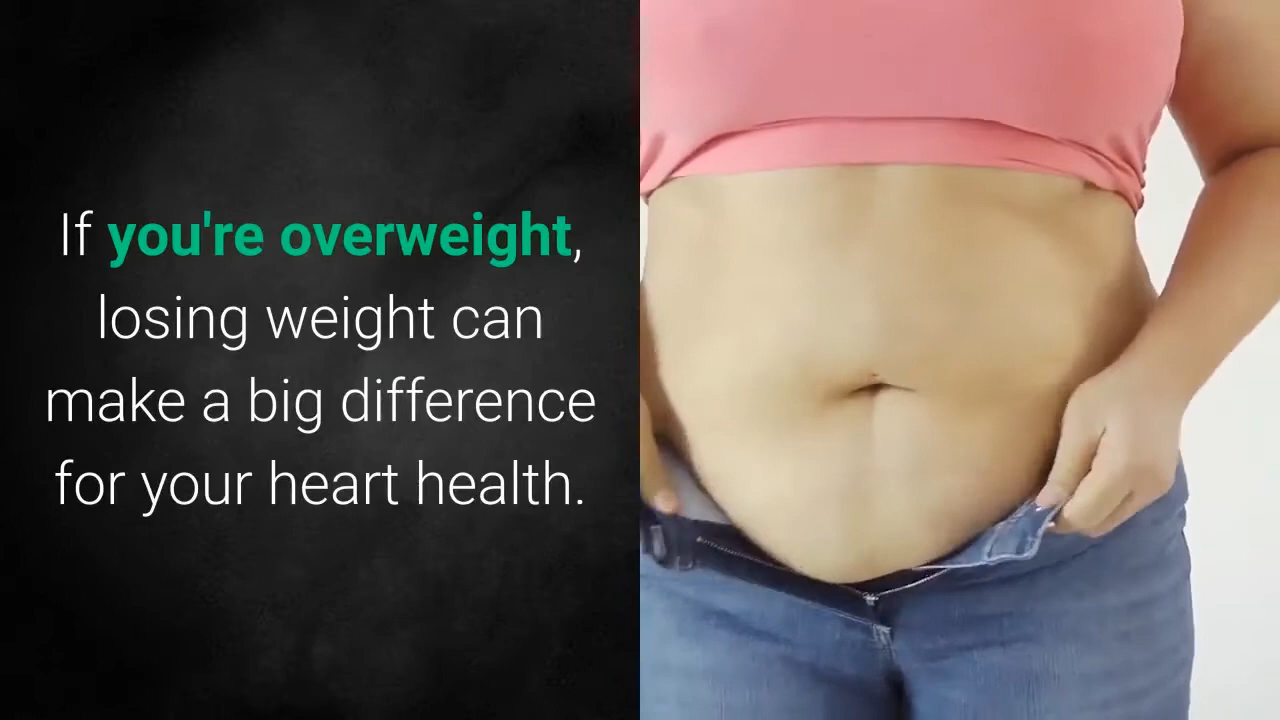 If you're overweight,
losing weight can
make a big difference
for your heart health.